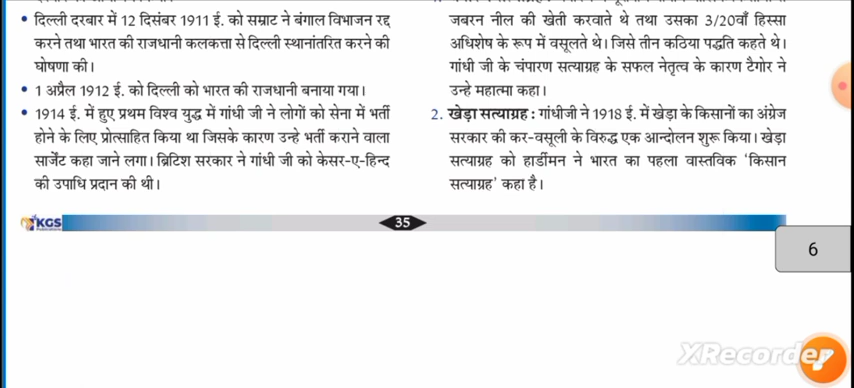 • दिल्ली दरबार में 12 दिसंबर 1911 ई. को सम्राट ने बंगाल विभाजन रद्द
करने तथा भारत की राजधानी कलकत्ता से दिल्ली स्थानांतरित करने की
घोषणा की।
• 1 अप्रैल 1912 ई. को दिल्ली को भारत की राजधानी बनाया गया।
• 1914 ई. में हुए प्रथम विश्व युद्ध में गांधी जी ने लोगों को सेना में भर्ती
होने के लिए प्रोत्साहित किया था जिसके कारण उन्हे भर्ती कराने वाला
सार्जेंट कहा जाने लगा। ब्रिटिश सरकार ने गांधी जी को केसर-ए-हिन्द
की उपाधि प्रदान की थी।
जबरन नील की खेती करवाते थे तथा उसका 3/20वाँ हिस्सा
अधिशेष के रूप में वसूलते थे। जिसे तीन कठिया पद्धति कहते थे।
गांधी जी के चंपारण सत्याग्रह के सफल नेतृत्व के कारण टैगोर ने
उन्हे महात्मा कहा।
2. खेड़ा सत्याग्रह : गांधीजी ने 1918 ई. में खेड़ा के किसानों का अंग्रेज
सरकार की कर-वसूली के विरुद्ध एक आन्दोलन शुरू किया। खेड़ा
सत्याग्रह को हार्डीमन ने भारत का पहला वास्तविक 'किसान
सत्याग्रह' कहा है।
KGS
35
6
XRecorder